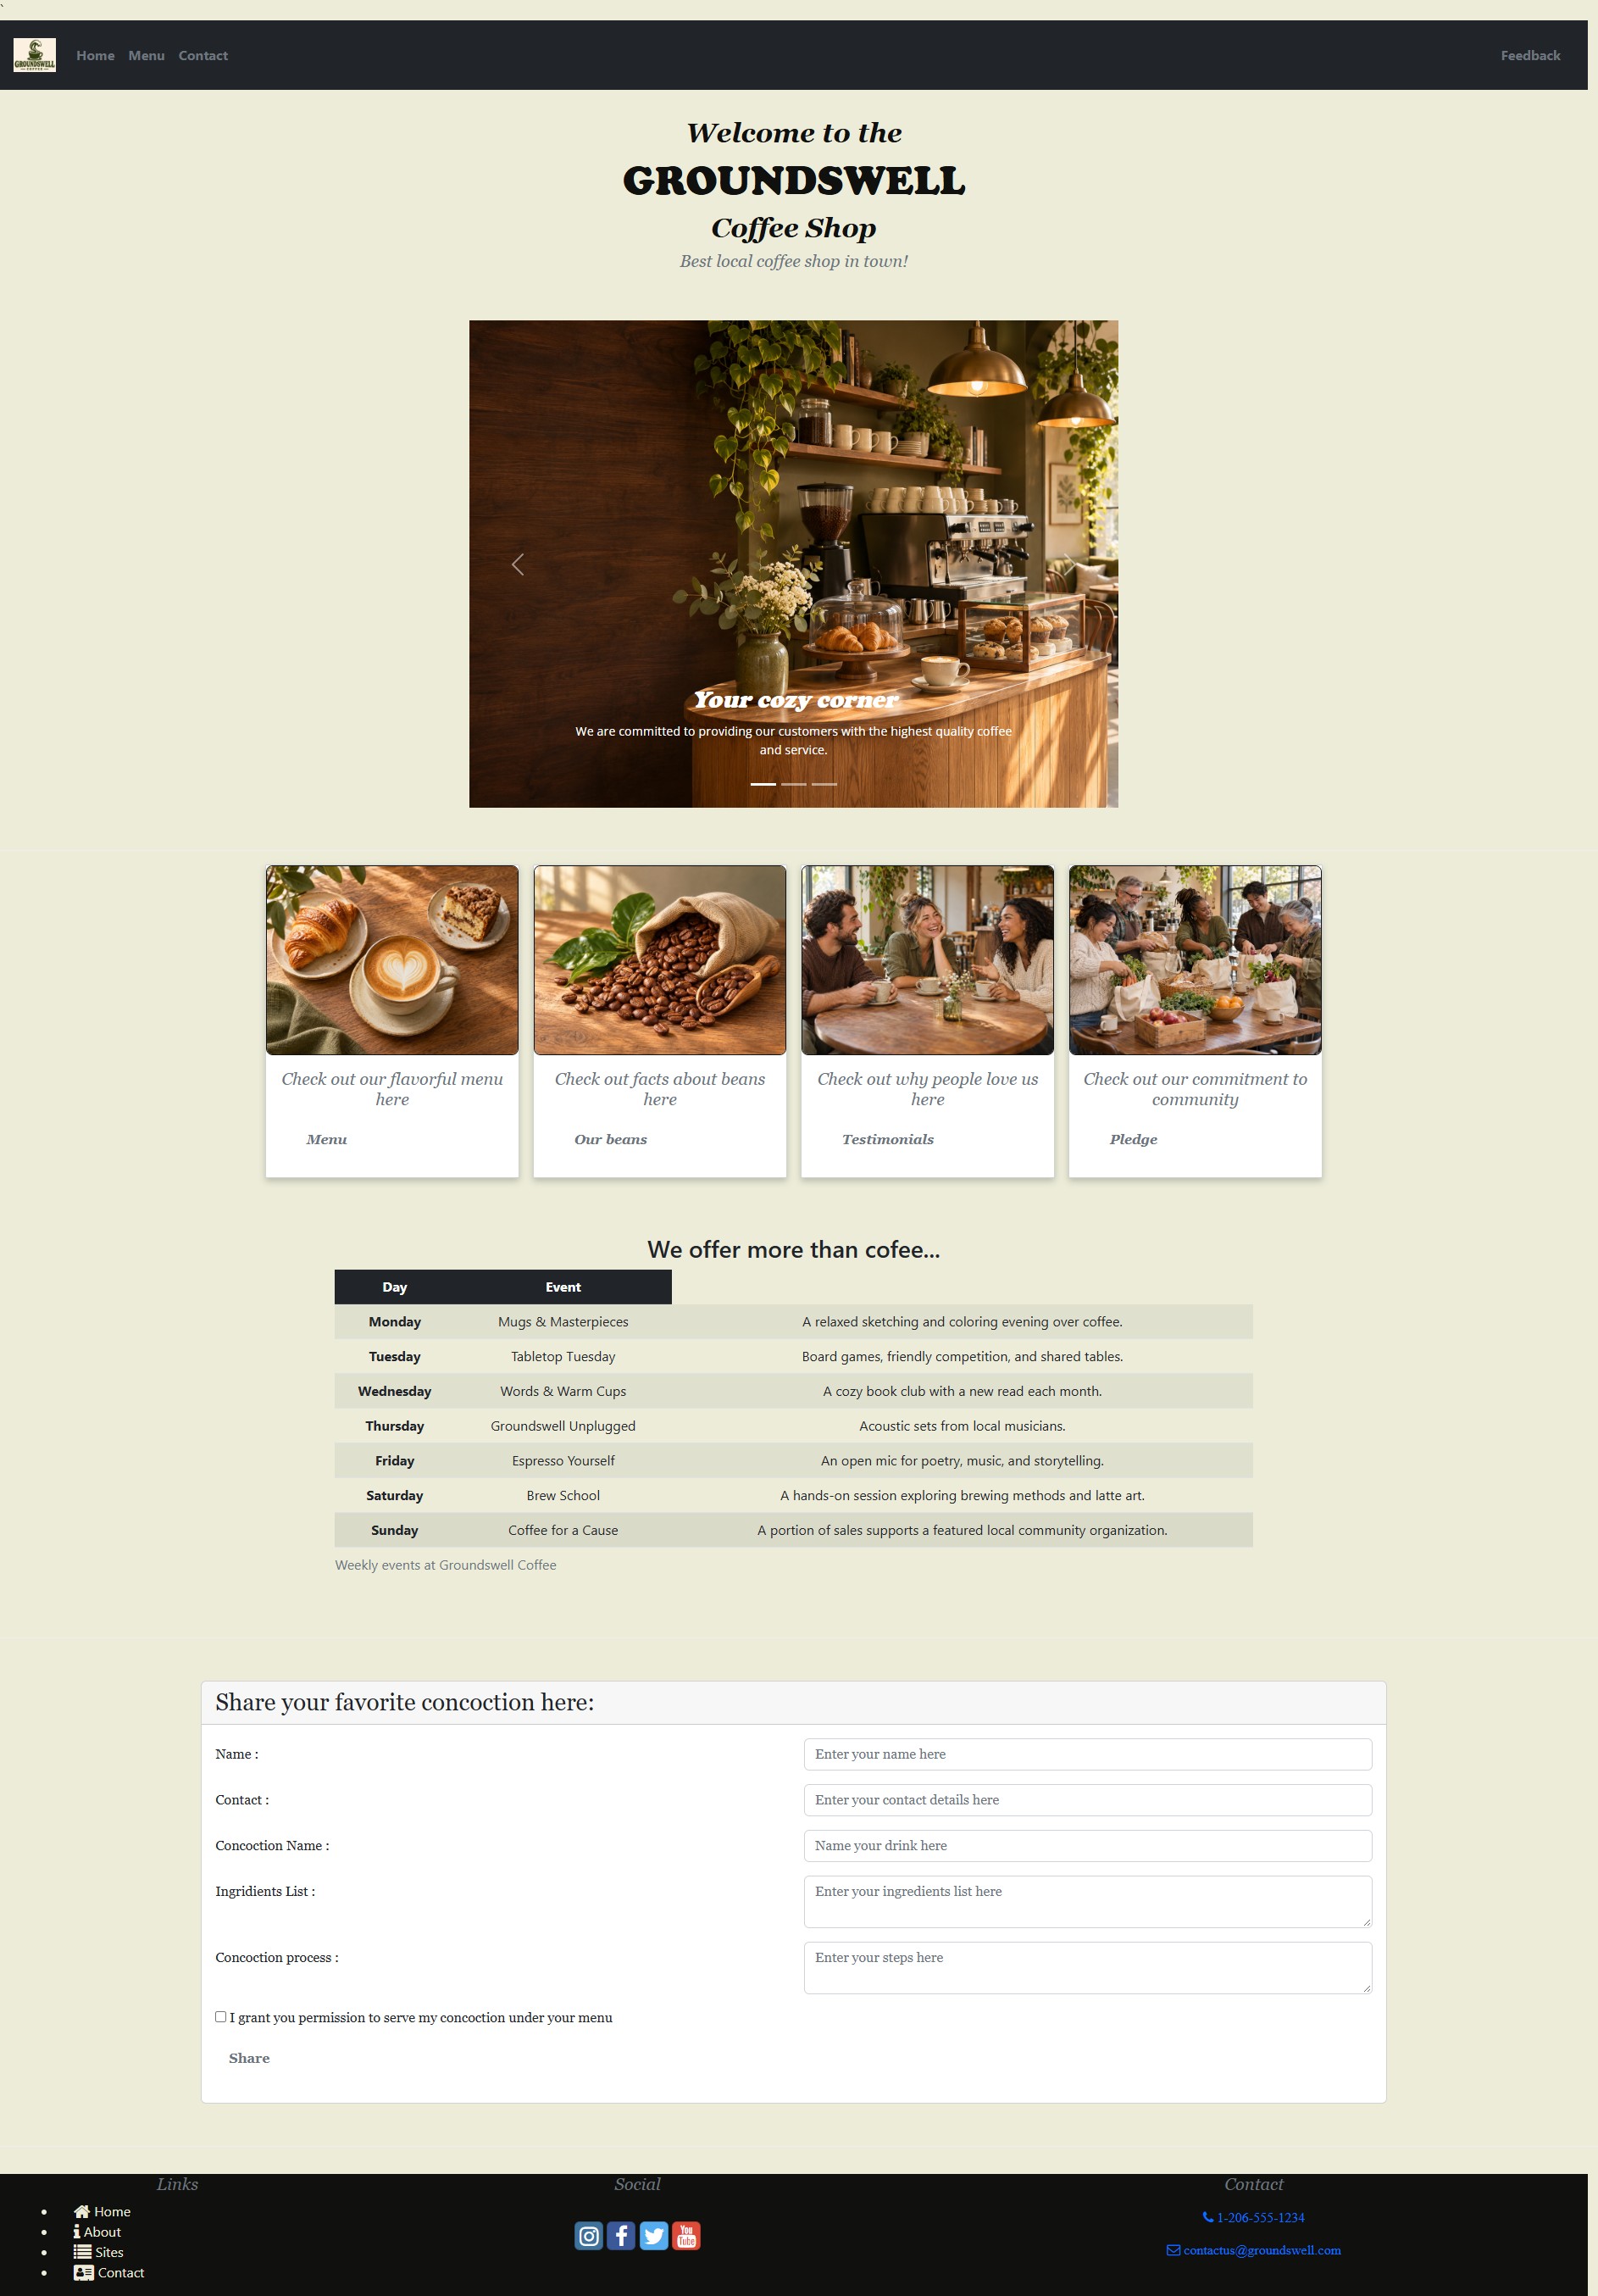 `
GROUNDSWELL
COFFEE
Home Menu Contact Feedback
Welcome to the
GROUNDSWELL
Coffee Shop
Best local coffee shop in town!
Your cozy corner
We are committed to providing our customers with the highest quality coffee
and service.
Check out our flavorful menu
here
Menu
Check out facts about beans
here
Our beans
Check out why people love us
here
Testimonials
Check out our commitment to
community
Pledge
We offer more than cofee...
Day Event
Monday Mugs & Masterpieces A relaxed sketching and coloring evening over coffee.
Tuesday Tabletop Tuesday Board games, friendly competition, and shared tables.
Wednesday Words & Warm Cups A cozy book club with a new read each month.
Thursday Groundswell Unplugged Acoustic sets from local musicians.
Friday Espresso Yourself An open mic for poetry, music, and storytelling.
Saturday Brew School A hands-on session exploring brewing methods and latte art.
Sunday Coffee for a Cause A portion of sales supports a featured local community organization.
Weekly events at Groundswell Coffee
Share your favorite concoction here:
Name : Enter your name here
Contact : Enter your contact details here
Concoction Name : Name your drink here
Ingridients List : Enter your ingredients list here
Concoction process : Enter your steps here
I grant you permission to serve my concoction under your menu
Share
Links
Home
About
Sites
Contact
Social
You
Tube
Contact
1-206-555-1234
contactus@groundswell.com